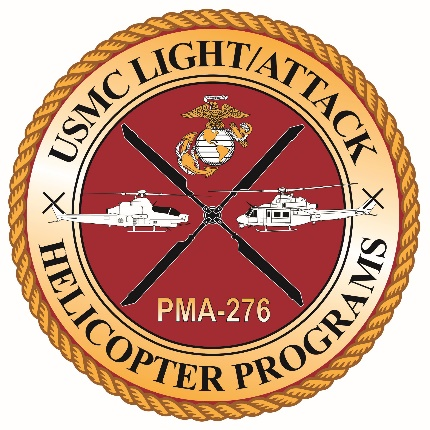 USMC LIGHT/ATTACK
PMA-276
HELICOPTER PROGRAMS